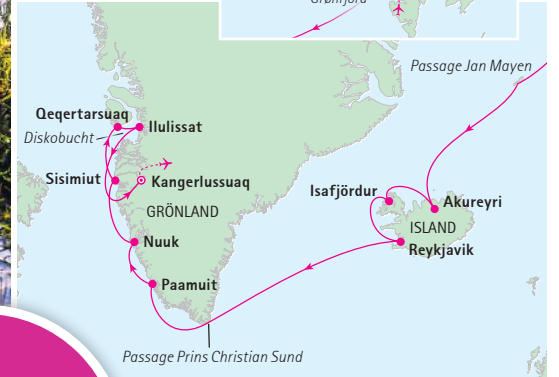 Grønfjord
Passage Jan Mayen
Qeqertarsuaq
Ilulissat
Diskobucht
Sisimiut
Kangerlussuaq
Isafjördur
Akureyri
GRÖNLAND
ISLAND
Nuuk
Reykjavik
Paamuit
Passage Prins Christian Sund